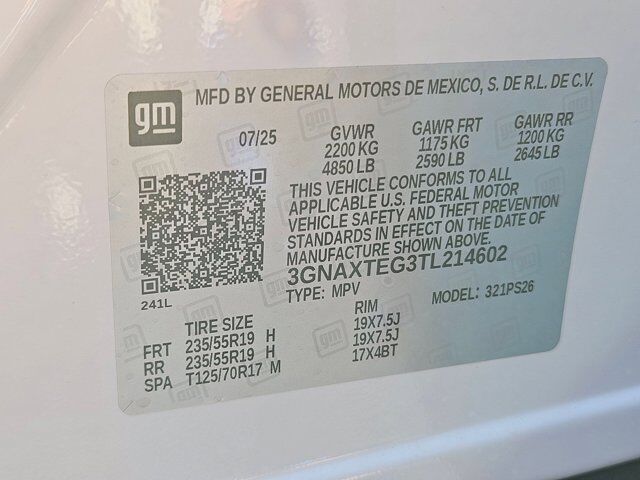 gm
MFD BY GENERAL MOTORS DE MEXICO, S. DE R.L. DE C.V.
07/25 GVWR GAWR FRT GAWR RR
2200 KG 1175 KG 1200 KG
4850 LB 2590 LB 2645 LB
THIS VEHICLE CONFORMS TO ALL
APPLICABLE U.S. FEDERAL MOTOR
VEHICLE SAFETY AND THEFT PREVENTION
STANDARDS IN EFFECT ON THE DATE OF
MANUFACTURE SHOWN ABOVE.
3GNAXTEG3TL214602
TYPE: MPV MODEL: 321PS26
241L
TIRE SIZE RIM
FRT 235/55R19 H 19X7.5J
RR 235/55R19 H 19X7.5J
SPA T125/70R17 M 17X4BT